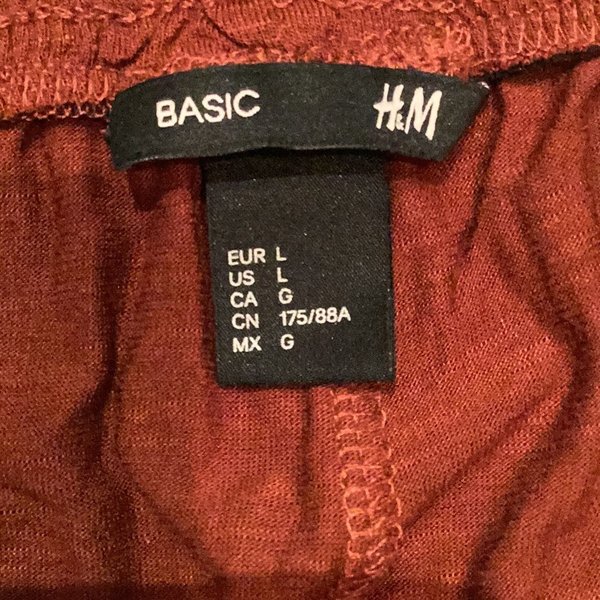 BASIC H&M
EUR L
US L
CA G
CN 175/88A
MX G